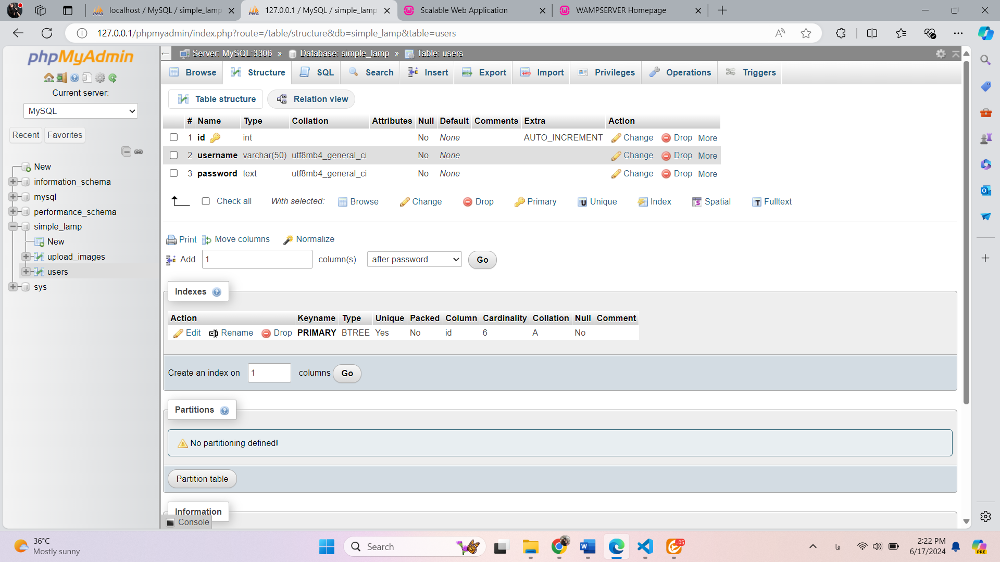 localhost / MySQL / simple_lamp
127.0.0.1 / MySQL / simple_lamp
Scalable Web Application
WAMPSERVER Homepage
127.0.0.1/phpmyadmin/index.php?route=/table/structure&db=simple_lamp&table=users
phpMyAdmin
Current server:
MySQL
Recent Favorites
New
information_schema
mysql
performance_schema
simple_lamp
New
upload_images
users
sys
Server: MySQL:3306 » Database: simple_lamp » Table: users
Browse Structure SQL Search Insert Export Import Privileges Operations Triggers
Table structure Relation view
# Name Type Collation Attributes Null Default Comments Extra Action
1 id int No None AUTO_INCREMENT Change Drop More
2 username varchar(50) utf8mb4_general_ci No None Change Drop More
3 password text utf8mb4_general_ci No None Change Drop More
Check all With selected: Browse Change Drop Primary Unique Index Spatial Fulltext
Print Move columns Normalize
Add 1 column(s) after password Go
Indexes
Action Keyname Type Unique Packed Column Cardinality Collation Null Comment
Edit Rename Drop PRIMARY BTREE Yes No id 6 A No
Create an index on 1 columns Go
Partitions
No partitioning defined!
Partition table
Information
Console
36°C
Mostly sunny
Search
.05
فا
2:22 PM
6/17/2024
PRE